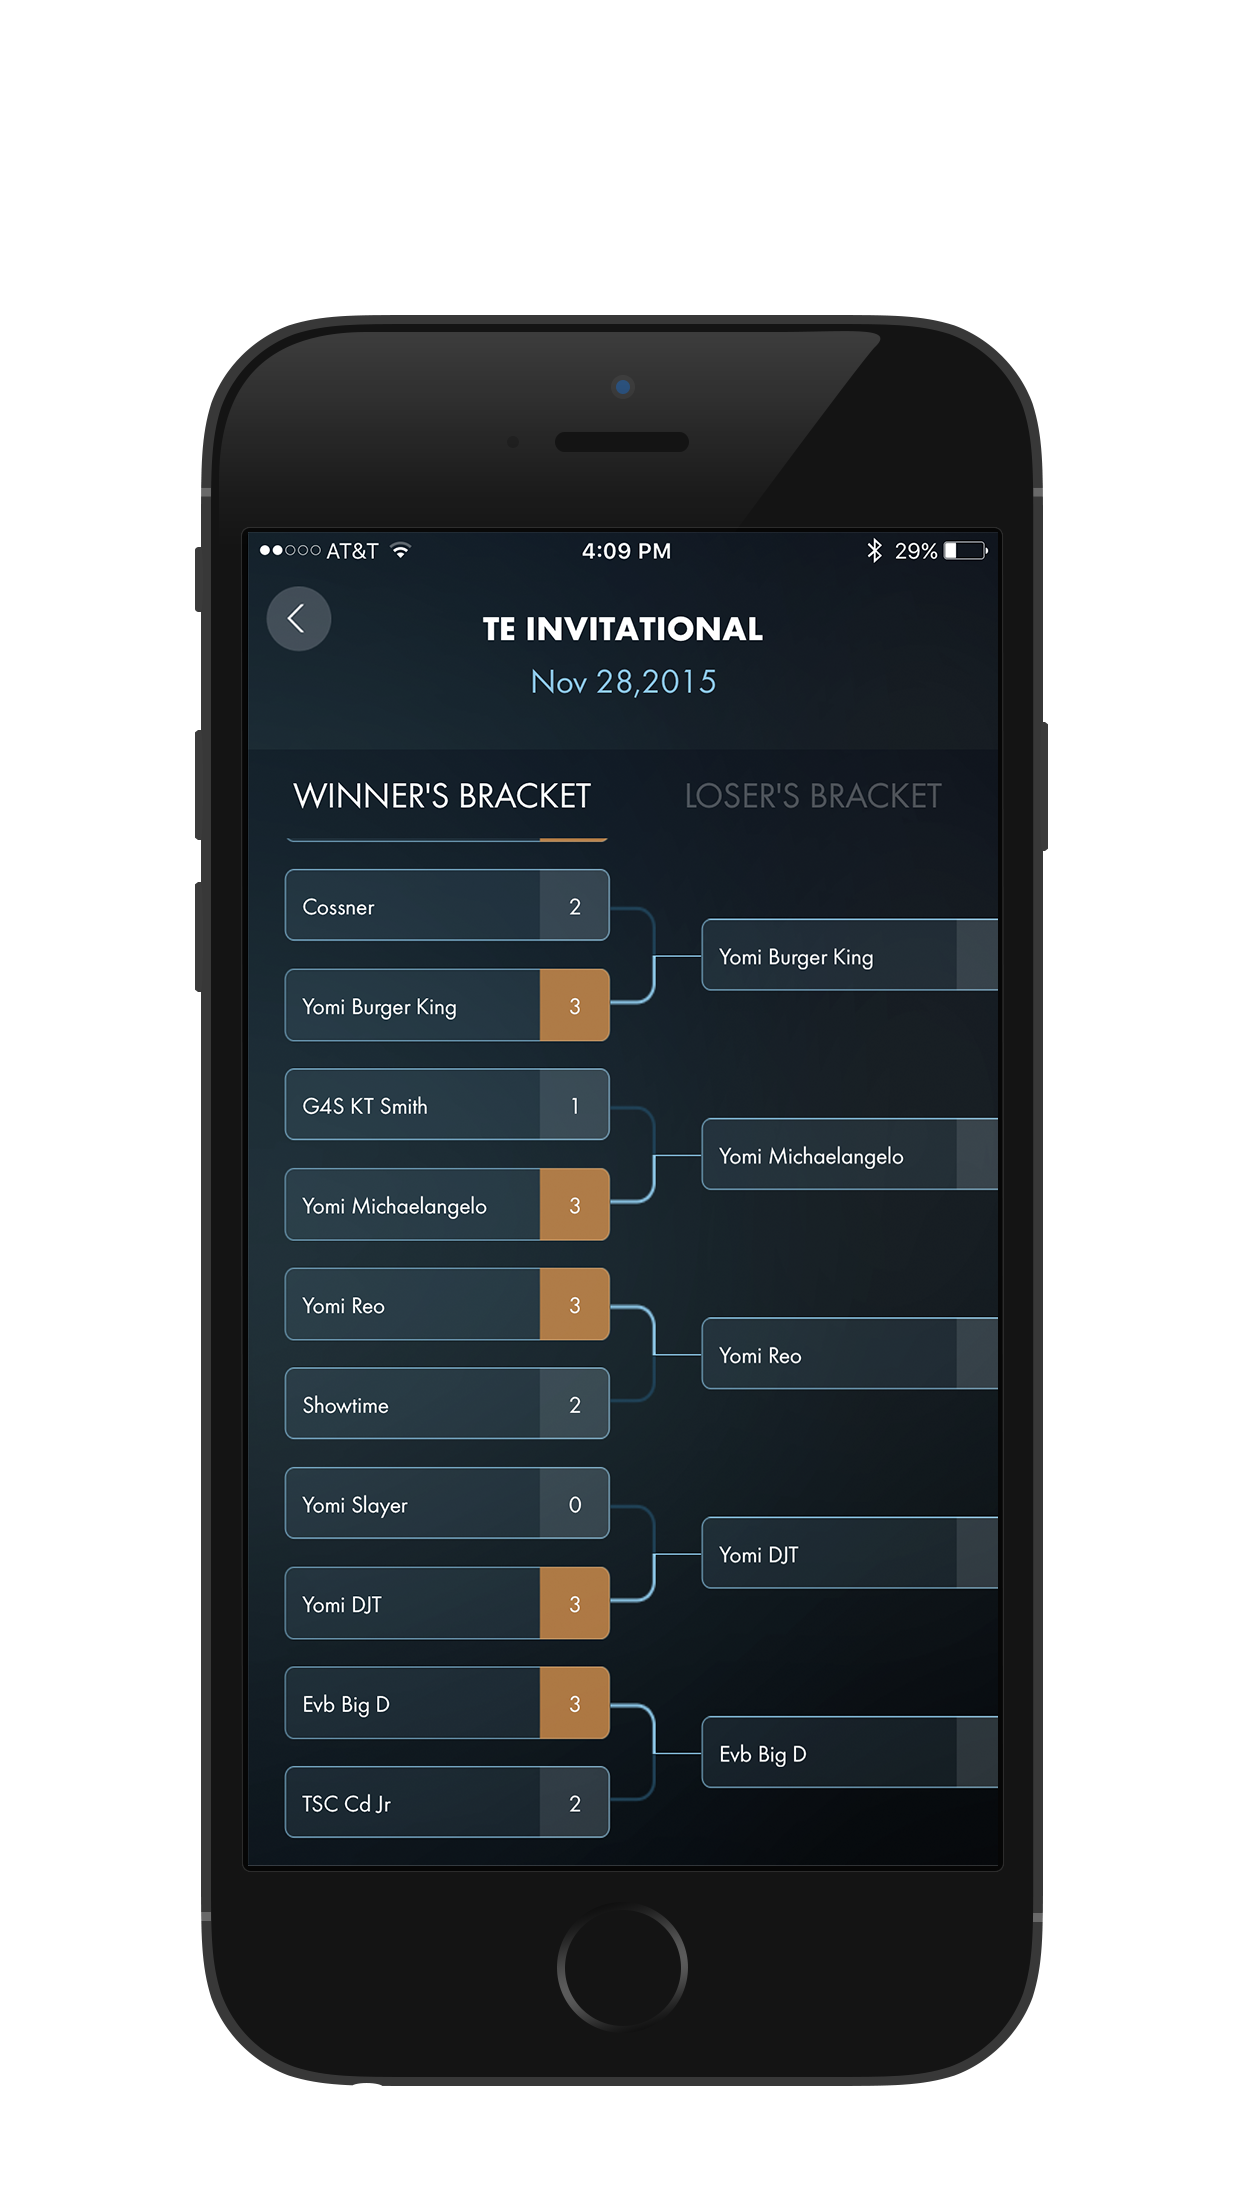 AT&T 4:09 PM 29%
TE INVITATIONAL
Nov 28,2015
WINNER'S BRACKET LOSER'S BRACKET
Cossner 2
Yomi Burger King
Yomi Burger King 3
G4S KT Smith 1
Yomi Michaelangelo
Yomi Michaelangelo 3
Yomi Reo 3
Yomi Reo
Showtime 2
Yomi Slayer 0
Yomi DJT
Yomi DJT 3
Evb Big D 3
Evb Big D
TSC Cd Jr 2